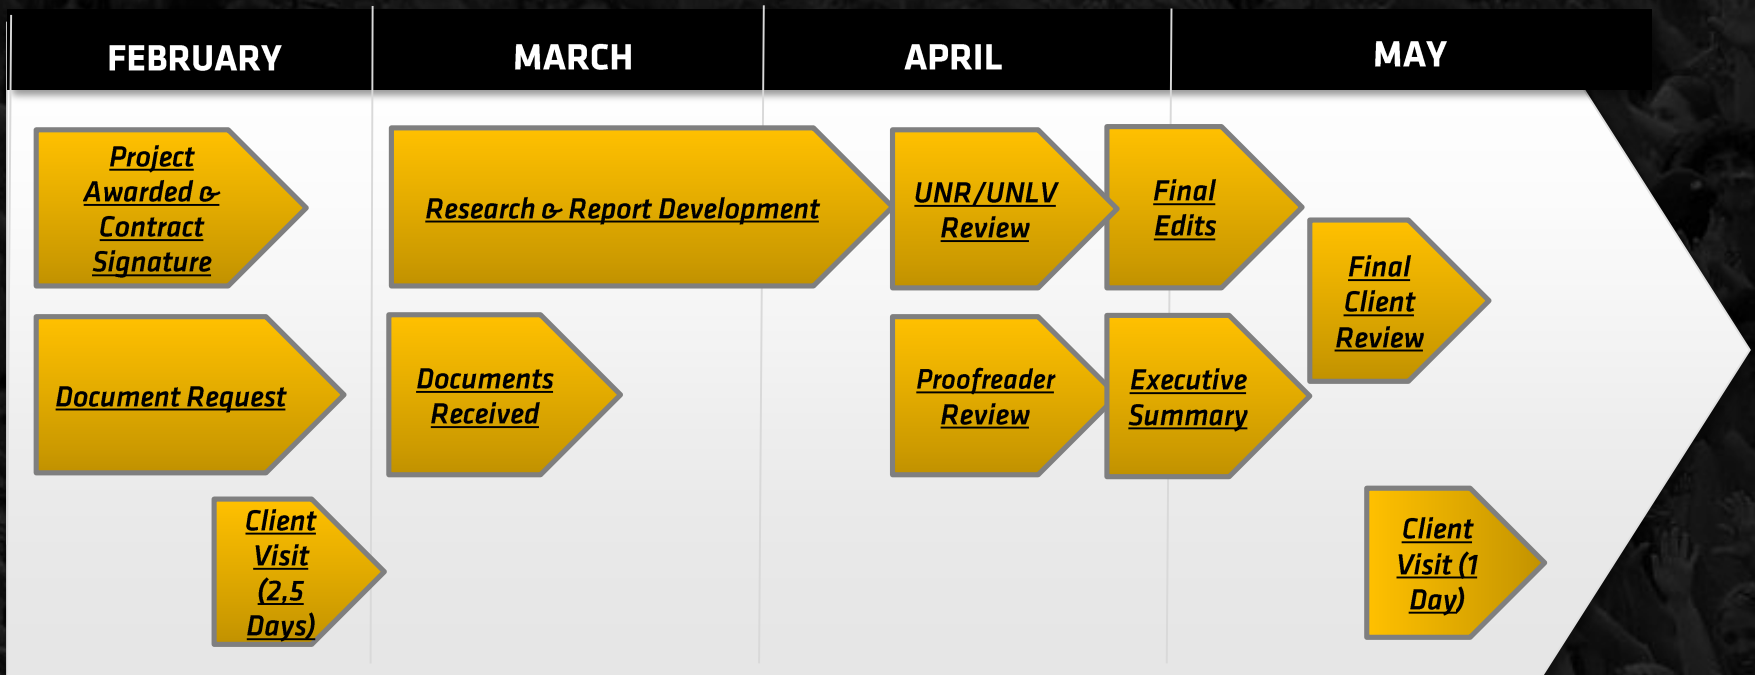 FEBRUARY
MARCH
APRIL
MAY
Project
Awarded &
Contract
Signature
Research & Report Development
UNR/UNLV
Review
Final
Edits
Final
Client
Review
Document Request
Documents
Received
Proofreader
Review
Executive
Summary
Client
Visit
(2,5
Days)
Client
Visit (1
Day)